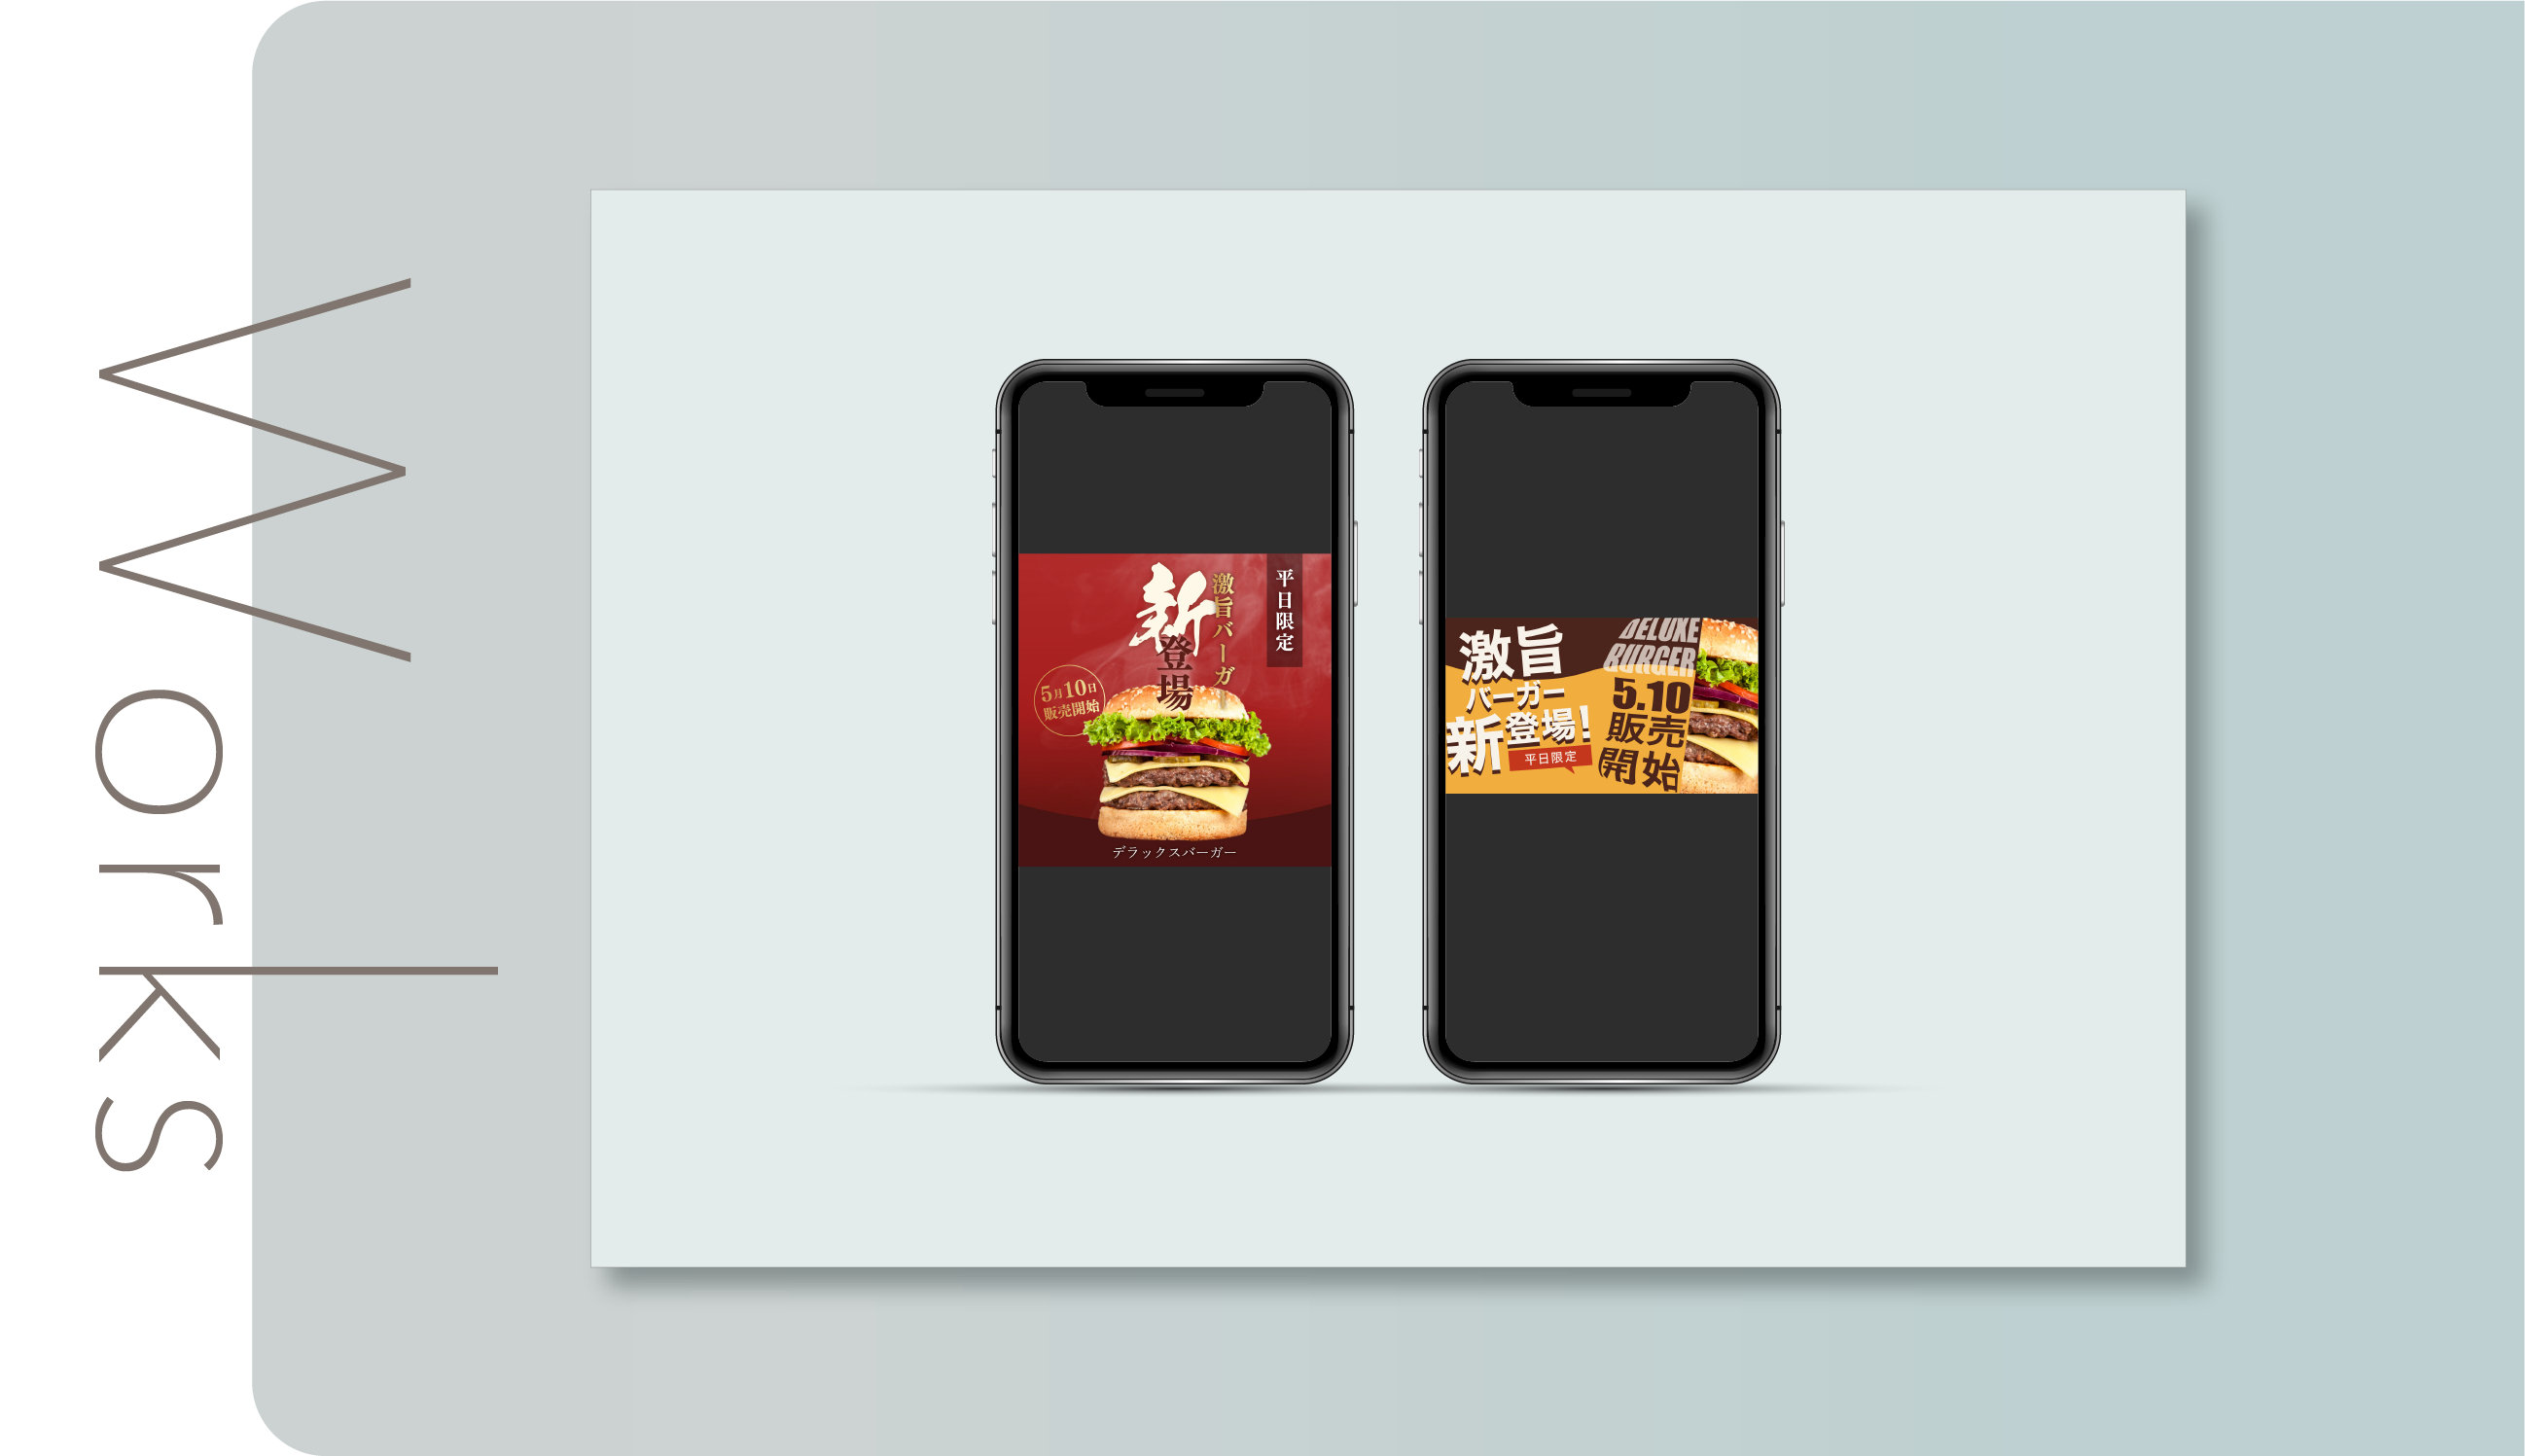 Works
平日限定
激旨バーガー
新
登場
5月10日
販売開始
デラックスバーガー
激旨
バーガー
新登場!
平日限定
DELUXE
BURGER
5.10
販売
開始